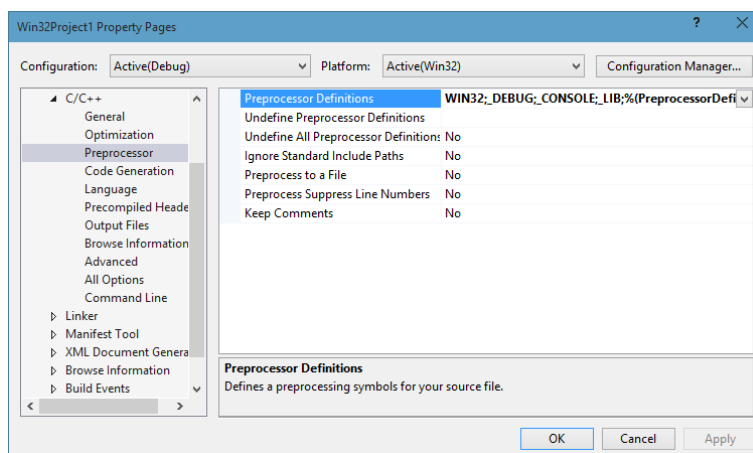 Win32Project1 Property Pages
?
Configuration: Active(Debug) Platform: Active(Win32) Configuration Manager...
C/C++
General
Optimization
Preprocessor
Code Generation
Language
Precompiled Heade
Output Files
Browse Information
Advanced
All Options
Command Line
Linker
Manifest Tool
XML Document Genera
Browse Information
Build Events
Preprocessor Definitions WIN32;_DEBUG;_CONSOLE;_LIB;%(PreprocessorDefi
Undefine Preprocessor Definitions
Undefine All Preprocessor Definitions No
Ignore Standard Include Paths No
Preprocess to a File No
Preprocess Suppress Line Numbers No
Keep Comments No
Preprocessor Definitions
Defines a preprocessing symbols for your source file.
OK Cancel Apply